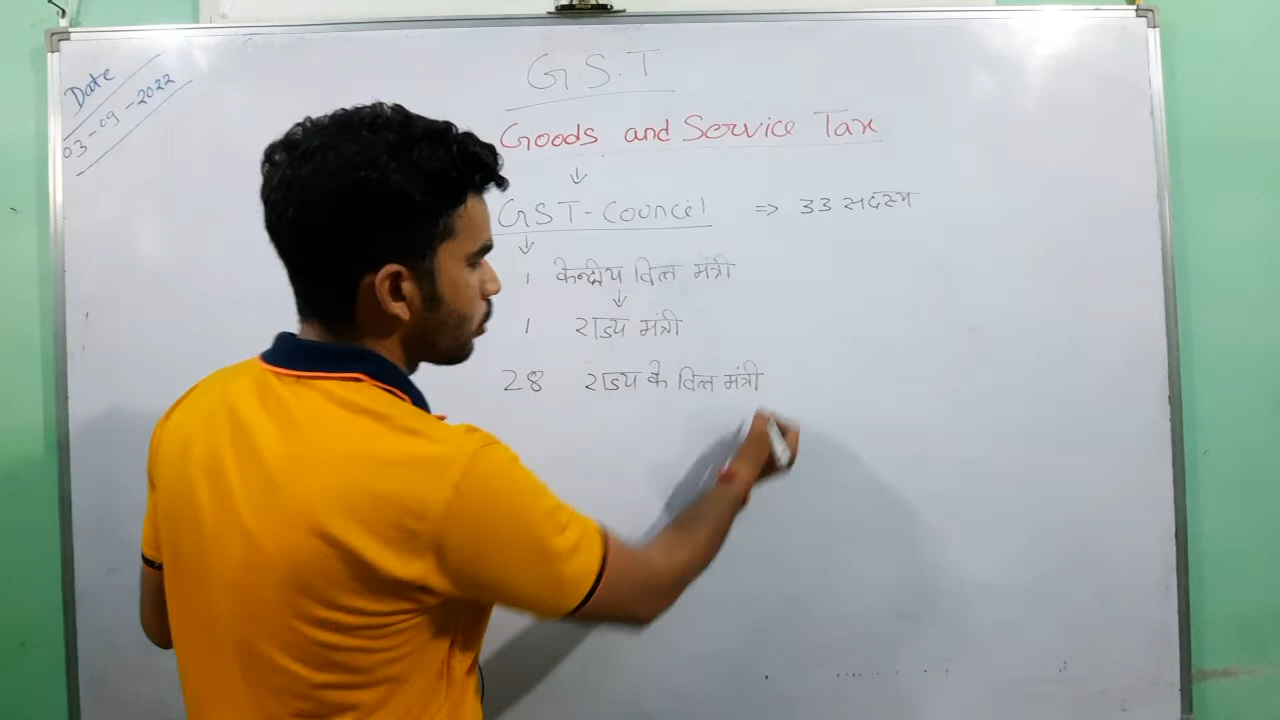 Date
03-09-2022
G.S.T
Goods and Service Tax
↓
GST-Council ⇒ 33 सदस्य
↓
1 केन्द्रीय वित्त मंत्री
↓
1 राज्य मंत्री
28 राज्य के वित्त मंत्री